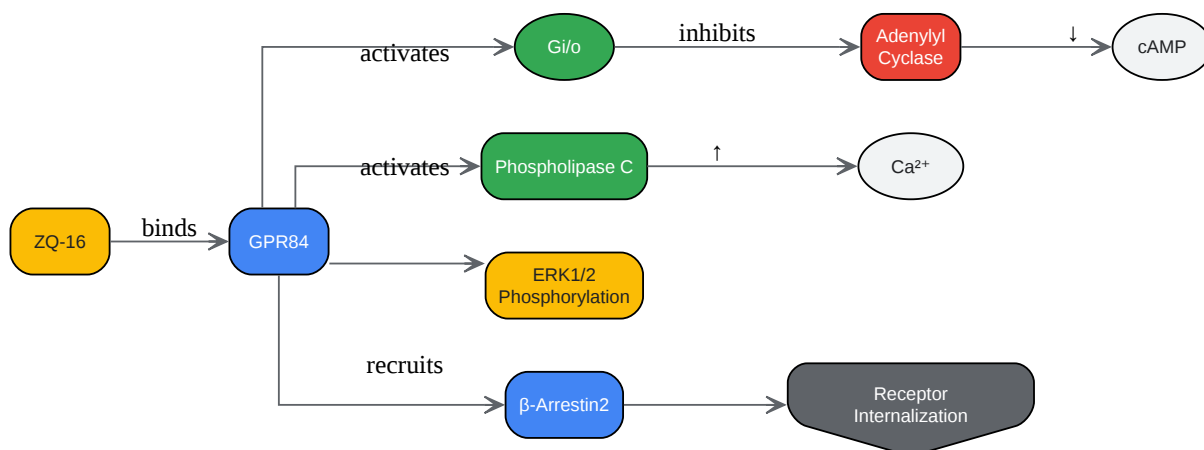 activates
Gi/o
inhibits
Adenylyl
Cyclase
↓
cAMP
activates
Phospholipase C
↑
Ca²⁺
ZQ-16
binds
GPR84
ERK1/2
Phosphorylation
recruits
β-Arrestin2
Receptor
Internalization